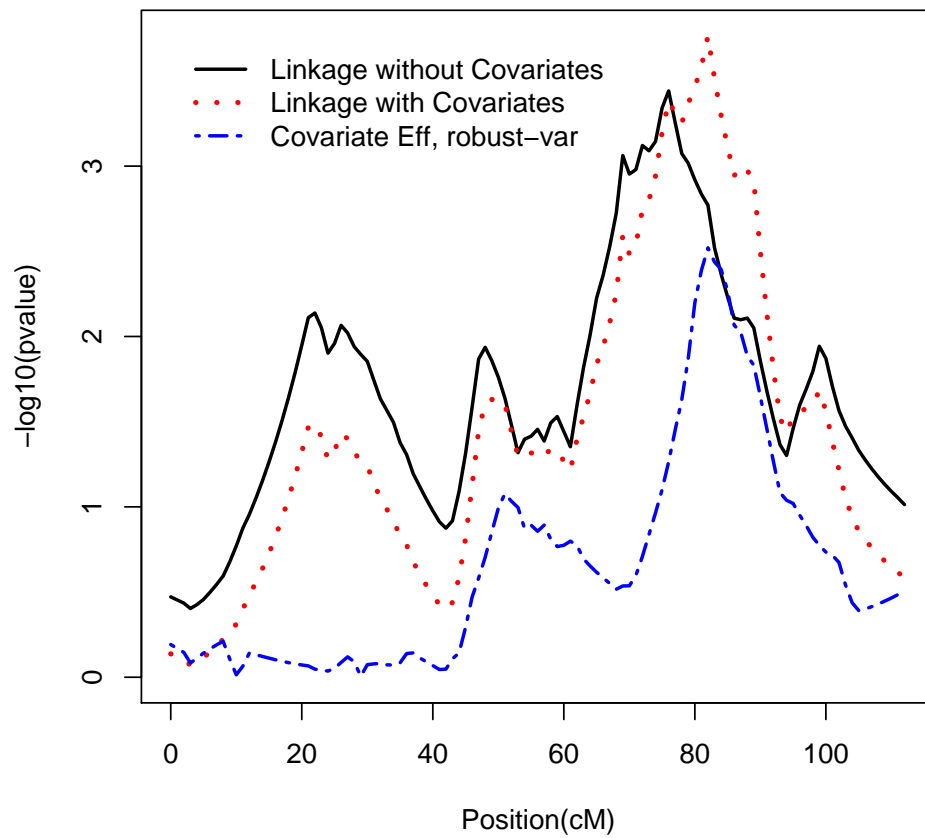 Linkage without Covariates
Linkage with Covariates
Covariate Eff, robust−var
−log10(pvalue)
3
2
1
0
0 20 40 60 80 100
Position(cM)